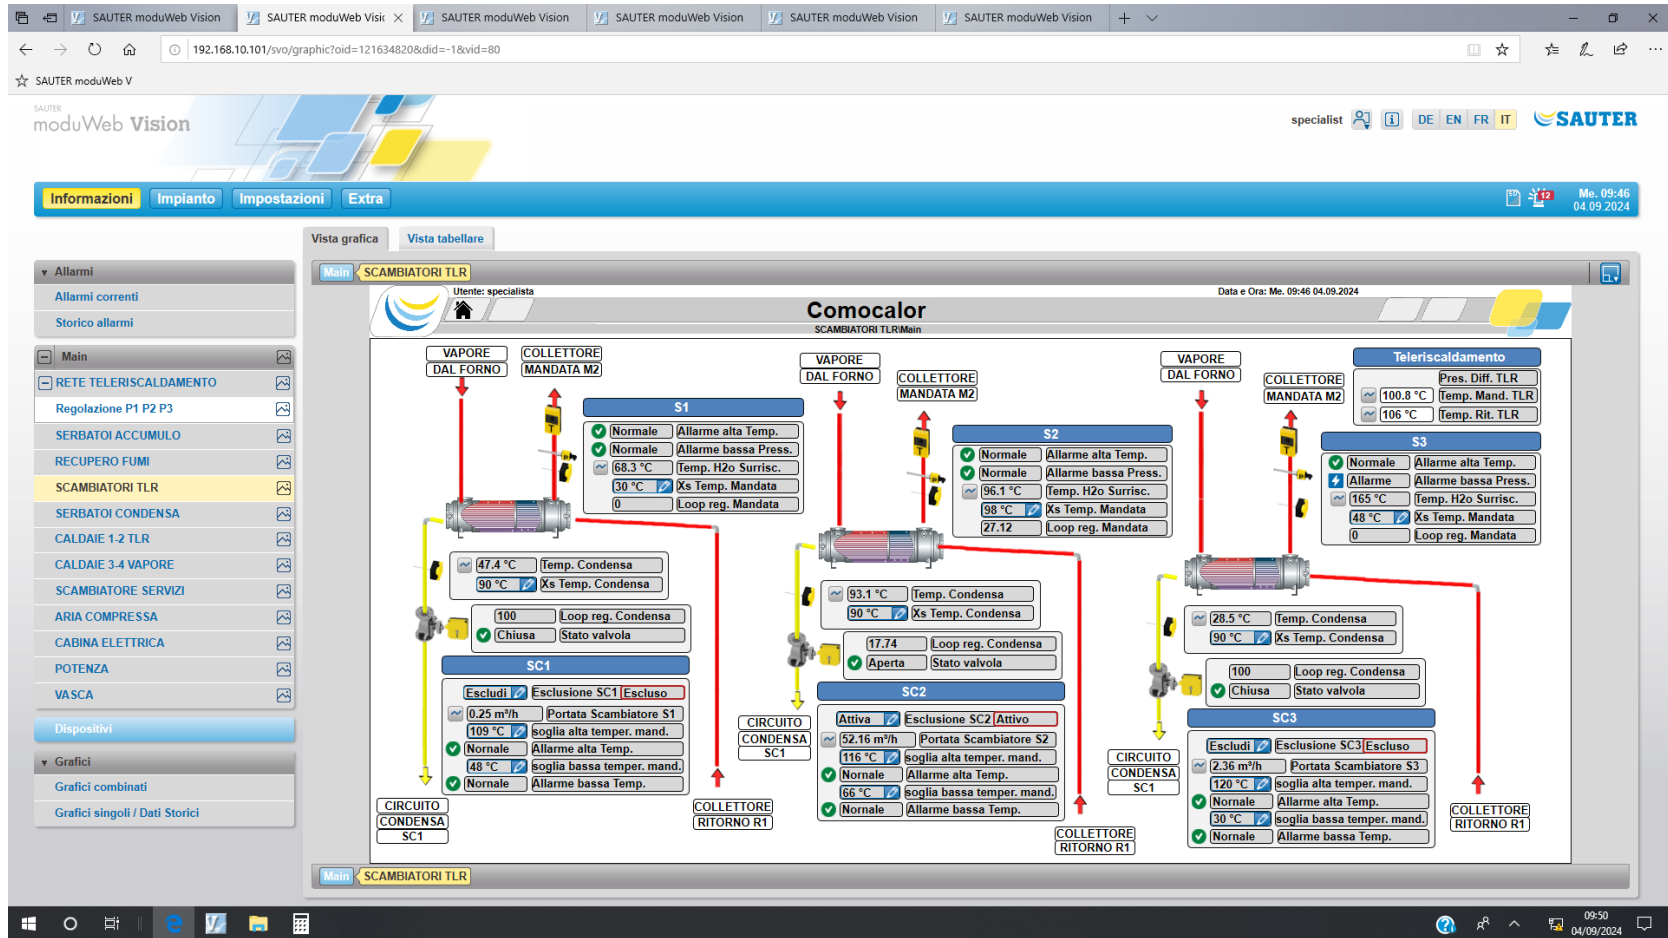 SAUTER moduWeb Vision
SAUTER moduWeb Visic
SAUTER moduWeb Vision
SAUTER moduWeb Vision
SAUTER moduWeb Vision
SAUTER moduWeb Vision
192.168.10.101/svo/graphic?oid=121634820&did=-1&vid=80
SAUTER moduWeb V
SAUTER
moduWeb Vision
specialist
DE EN FR IT
SAUTER
Informazioni
Impianto
Impostazioni
Extra
12
Me. 09:46
04.09.2024
Vista grafica
Vista tabellare
Allarmi
Allarmi correnti
Storico allarmi
Main
RETE TELERISCALDAMENTO
Regolazione P1 P2 P3
SERBATOI ACCUMULO
RECUPERO FUMI
SCAMBIATORI TLR
SERBATOI CONDENSA
CALDAIE 1-2 TLR
CALDAIE 3-4 VAPORE
SCAMBIATORE SERVIZI
ARIA COMPRESSA
CABINA ELETTRICA
POTENZA
VASCA
Dispositivi
Grafici
Grafici combinati
Grafici singoli / Dati Storici
Main SCAMBIATORI TLR
Utente: specialista
Data e Ora: Me. 09:46 04.09.2024
Comocalor
SCAMBIATORI TLR\Main
VAPORE
DAL FORNO
COLLETTORE
MANDATA M2
S1
Normale Allarme alta Temp.
Normale Allarme bassa Press.
68.3 °C Temp. H2o Surrisc.
30 °C Xs Temp. Mandata
0 Loop reg. Mandata
47.4 °C Temp. Condensa
90 °C Xs Temp. Condensa
100 Loop reg. Condensa
Chiusa Stato valvola
SC1
Escludi Esclusione SC1 Escluso
0.25 m³/h Portata Scambiatore S1
109 °C soglia alta temper. mand.
Normale Allarme alta Temp.
48 °C soglia bassa temper. mand.
Normale Allarme bassa Temp.
CIRCUITO
CONDENSA
SC1
COLLETTORE
RITORNO R1
VAPORE
DAL FORNO
COLLETTORE
MANDATA M2
S2
Normale Allarme alta Temp.
Normale Allarme bassa Press.
96.1 °C Temp. H2o Surrisc.
98 °C Xs Temp. Mandata
27.12 Loop reg. Mandata
93.1 °C Temp. Condensa
90 °C Xs Temp. Condensa
17.74 Loop reg. Condensa
Aperta Stato valvola
SC2
Attiva Esclusione SC2 Attivo
52.16 m³/h Portata Scambiatore S2
116 °C soglia alta temper. mand.
Normale Allarme alta Temp.
66 °C soglia bassa temper. mand.
Normale Allarme bassa Temp.
CIRCUITO
CONDENSA
SC1
COLLETTORE
RITORNO R1
VAPORE
DAL FORNO
COLLETTORE
MANDATA M2
Teleriscaldamento
Pres. Diff. TLR
100.8 °C Temp. Mand. TLR
106 °C Temp. Rit. TLR
S3
Normale Allarme alta Temp.
Allarme Allarme bassa Press.
165 °C Temp. H2o Surrisc.
48 °C Xs Temp. Mandata
0 Loop reg. Mandata
28.5 °C Temp. Condensa
90 °C Xs Temp. Condensa
100 Loop reg. Condensa
Chiusa Stato valvola
SC3
Escludi Esclusione SC3 Escluso
2.36 m³/h Portata Scambiatore S3
120 °C soglia alta temper. mand.
Normale Allarme alta Temp.
30 °C soglia bassa temper. mand.
Normale Allarme bassa Temp.
CIRCUITO
CONDENSA
SC1
COLLETTORE
RITORNO R1
Main SCAMBIATORI TLR
09:50
04/09/2024